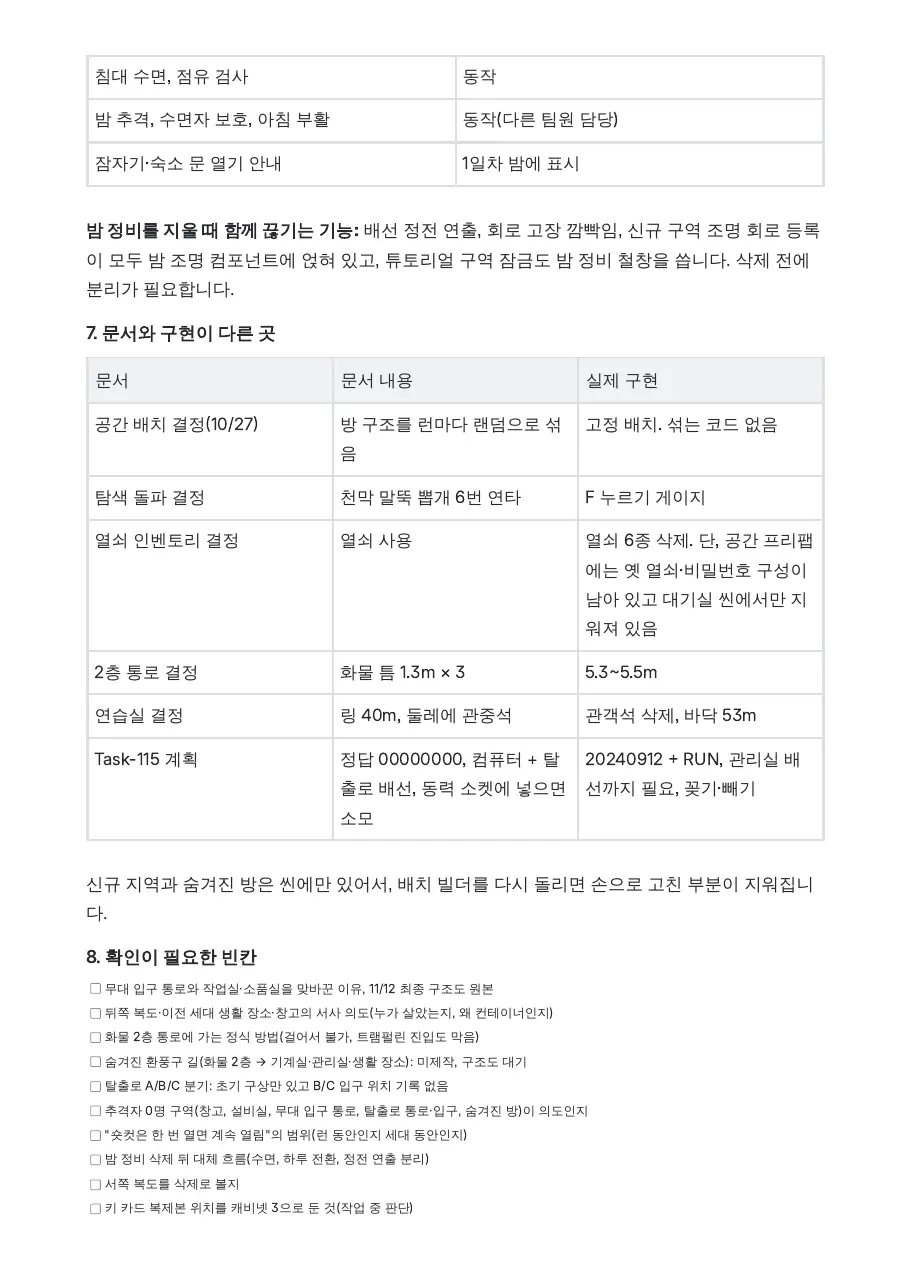 침대 수면, 점유 검사
동작
밤 추격, 수면자 보호, 아침 부활
동작(다른 팀원 담당)
잠자기·숙소 문 열기 안내
1일차 밤에 표시
밤 정비를 지울 때 함께 끊기는 기능: 배선 정전 연출, 회로 고장 깜빡임, 신규 구역 조명 회로 등록
이 모두 밤 조명 컴포넌트에 얹혀 있고, 튜토리얼 구역 잠금도 밤 정비 철창을 씁니다. 삭제 전에
분리가 필요합니다.
7. 문서와 구현이 다른 곳
문서
문서 내용
실제 구현
공간 배치 결정(10/27)
방 구조를 런마다 랜덤으로 섞
음
고정 배치. 섞는 코드 없음
탐색 돌파 결정
천막 말뚝 뽑개 6번 연타
F 누르기 게이지
열쇠 인벤토리 결정
열쇠 사용
열쇠 6종 삭제. 단, 공간 프리팹
에는 옛 열쇠·비밀번호 구성이
남아 있고 대기실 씬에서만 지
워져 있음
2층 통로 결정
화물 틈 1.3m × 3
5.3~5.5m
연습실 결정
링 40m, 둘레에 관중석
관객석 삭제, 바닥 53m
Task-115 계획
정답 00000000, 컴퓨터 + 탈
출로 배선, 동력 소켓에 넣으면
소모
20240912 + RUN, 관리실 배
선까지 필요, 꽂기·빼기
신규 지역과 숨겨진 방은 씬에만 있어서, 배치 빌더를 다시 돌리면 손으로 고친 부분이 지워집니
다.
8. 확인이 필요한 빈칸
☐ 무대 입구 통로와 작업실·소품실을 맞바꾼 이유, 11/12 최종 구조도 원본
☐ 뒤쪽 복도·이전 세대 생활 장소·창고의 서사 의도(누가 살았는지, 왜 컨테이너인지)
☐ 화물 2층 통로에 가는 정식 방법(걸어서 불가, 트램펄린 진입도 막음)
☐ 숨겨진 환풍구 길(화물 2층 → 기계실·관리실·생활 장소): 미제작, 구조도 대기
☐ 탈출로 A/B/C 분기: 초기 구상만 있고 B/C 입구 위치 기록 없음
☐ 추격자 0명 구역(창고, 설비실, 무대 입구 통로, 탈출로 통로·입구, 숨겨진 방)이 의도인지
☐ "숏컷은 한 번 열면 계속 열림"의 범위(런 동안인지 세대 동안인지)
☐ 밤 정비 삭제 뒤 대체 흐름(수면, 하루 전환, 정전 연출 분리)
☐ 서쪽 복도를 삭제로 볼지
☐ 키 카드 복제본 위치를 캐비넷 3으로 둔 것(작업 중 판단)